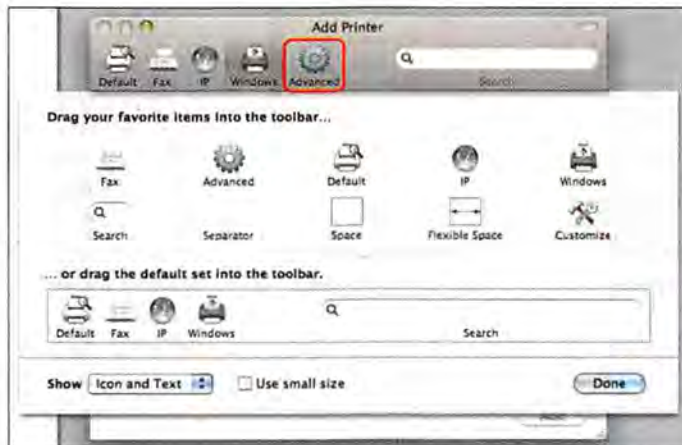 Add Printer
Default Fax IP Windows Advanced Search
Drag your favorite items into the toolbar...
Fax Advanced Default IP Windows
Search Separator Space Flexible Space Customize
... or drag the default set into the toolbar.
Default Fax IP Windows Search
Show Icon and Text Use small size Done